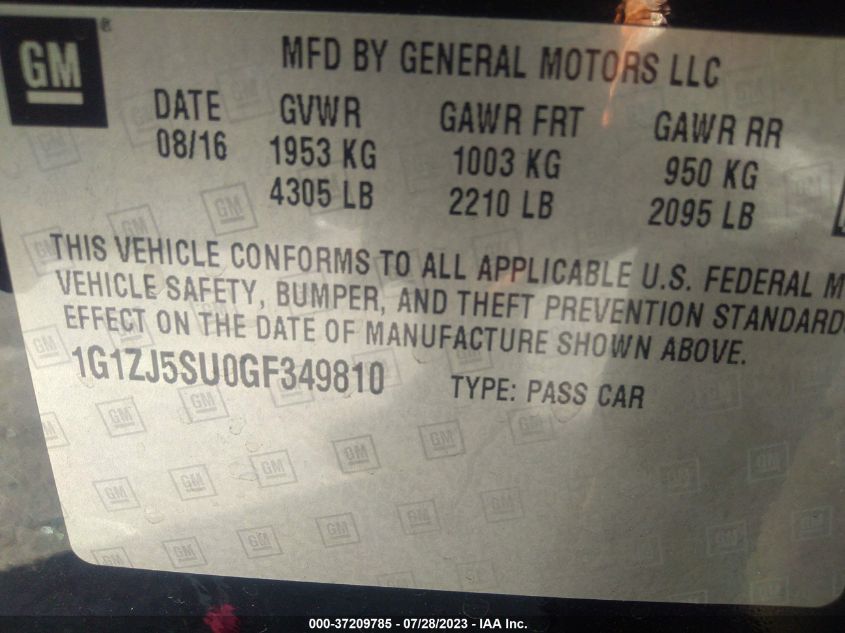 GM ®
MFD BY GENERAL MOTORS LLC
DATE GVWR GAWR FRT GAWR RR
08/16 1953 KG 1003 KG 950 KG
4305 LB 2210 LB 2095 LB
THIS VEHICLE CONFORMS TO ALL APPLICABLE U.S. FEDERAL M
VEHICLE SAFETY, BUMPER, AND THEFT PREVENTION STANDARD
EFFECT ON THE DATE OF MANUFACTURE SHOWN ABOVE.
1G1ZJ5SU0GF349810 TYPE: PASS CAR
000-37209785 / 07/28/2023 - IAA Inc.